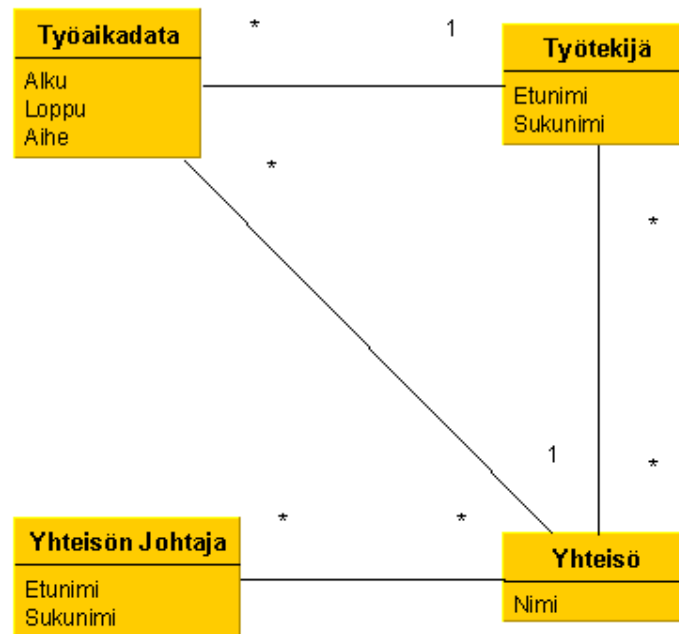 Työaikadata
Alku
Loppu
Aihe
* 1
Työtekijä
Etunimi
Sukunimi
*
*
1
*
Yhteisön Johtaja
Etunimi
Sukunimi
* *
Yhteisö
Nimi